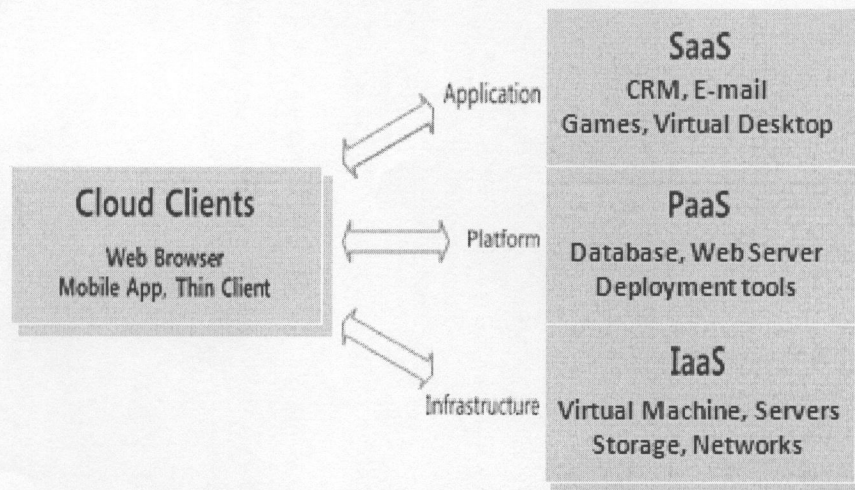 Cloud Clients
Web Browser
Mobile App, Thin Client
Application
Platform
Infrastructure
SaaS
CRM, E-mail
Games, Virtual Desktop
PaaS
Database, Web Server
Deployment tools
IaaS
Virtual Machine, Servers
Storage, Networks